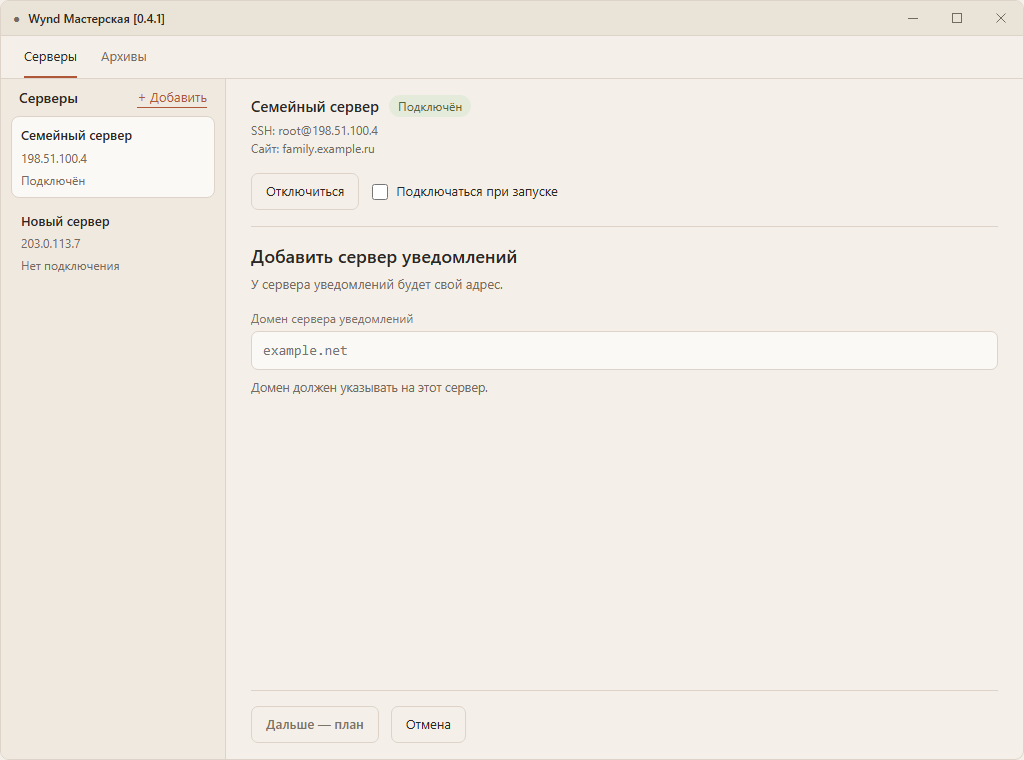 Wynd Мастерская [0.4.1]
Серверы Архивы
Серверы + Добавить
Семейный сервер
198.51.100.4
Подключён
Новый сервер
203.0.113.7
Нет подключения
Семейный сервер Подключён
SSH: root@198.51.100.4
Сайт: family.example.ru
Отключиться Подключаться при запуске
Добавить сервер уведомлений
У сервера уведомлений будет свой адрес.
Домен сервера уведомлений
example.net
Домен должен указывать на этот сервер.
Дальше — план Отмена